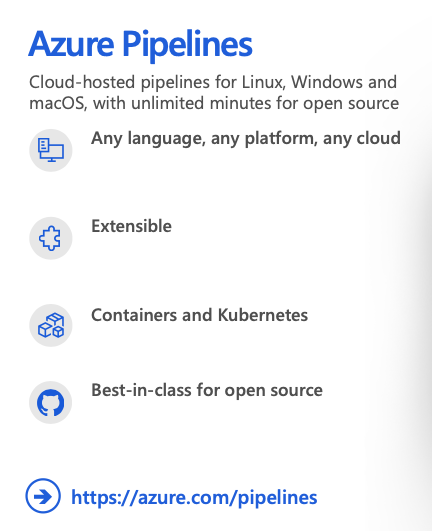 Azure Pipelines
Cloud-hosted pipelines for Linux, Windows and
macOS, with unlimited minutes for open source
Any language, any platform, any cloud
Extensible
Containers and Kubernetes
Best-in-class for open source
https://azure.com/pipelines